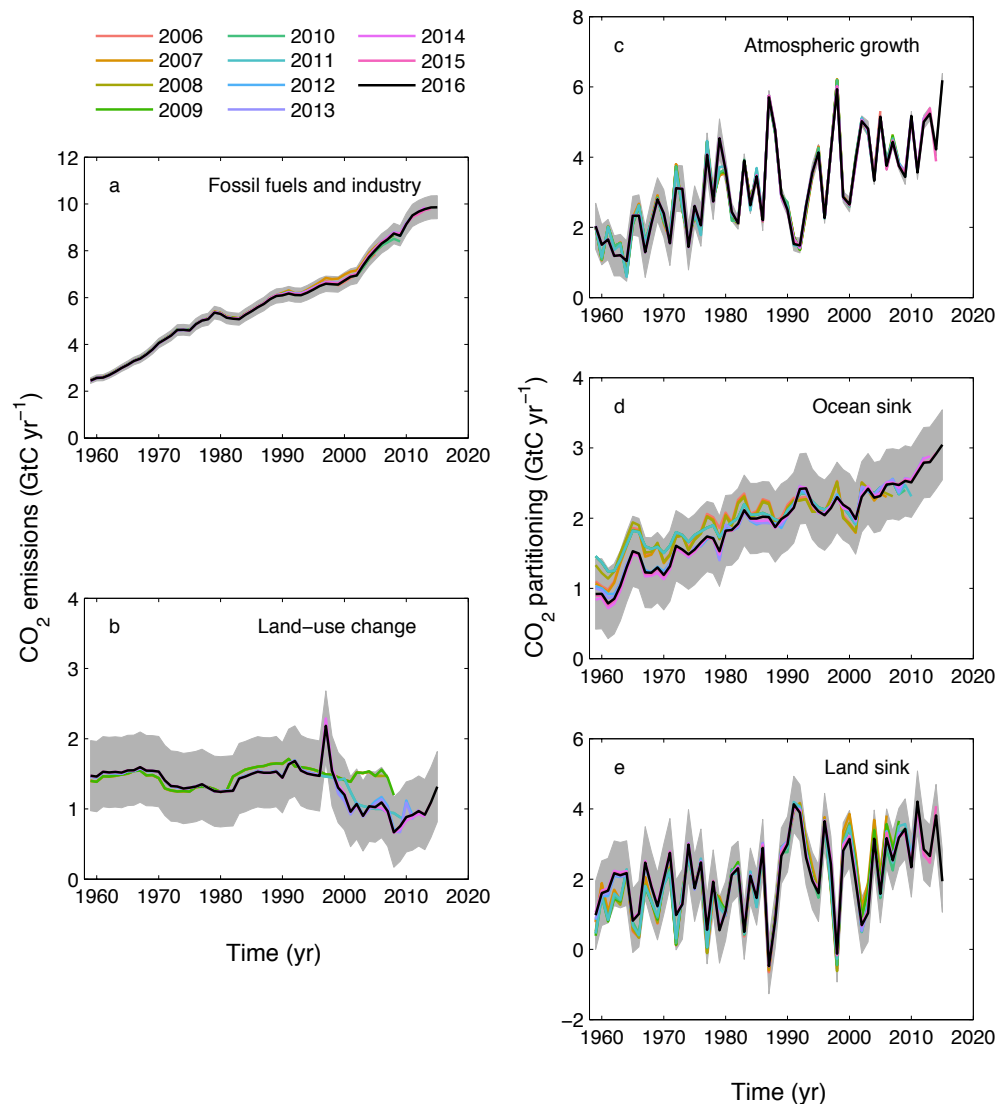 2006 2010 2014
2007 2011 2015
2008 2012 2016
2009 2013
a Fossil fuels and industry
12
10
8
6
4
2
0
1960 1970 1980 1990 2000 2010 2020
b Land−use change
4
3
2
1
0
1960 1970 1980 1990 2000 2010 2020
CO2 emissions (GtC yr−1)
Time (yr)
c Atmospheric growth
8
6
4
2
0
1960 1970 1980 1990 2000 2010 2020
d Ocean sink
4
3
2
1
0
1960 1970 1980 1990 2000 2010 2020
e Land sink
6
4
2
0
−2
1960 1970 1980 1990 2000 2010 2020
CO2 partitioning (GtC yr−1)
Time (yr)